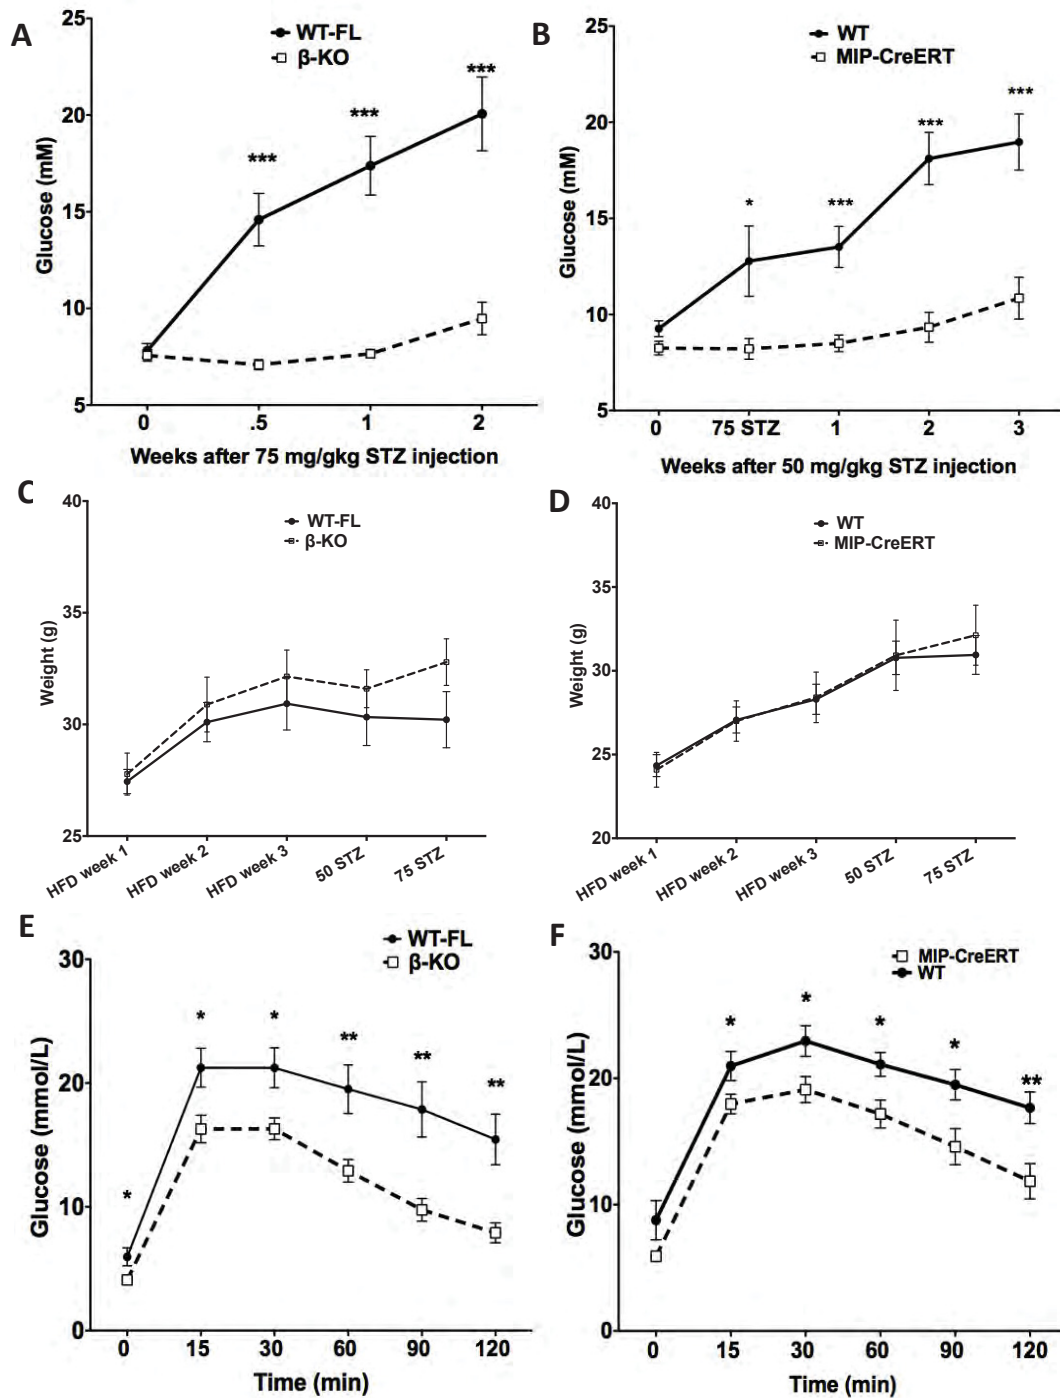 A
WT-FL
β-KO
25
20
15
10
5
***
***
***
Glucose (mM)
0 .5 1 2
Weeks after 75 mg/gkg STZ injection
B
WT
MIP-CreERT
25
20
15
10
5
*
***
***
***
Glucose (mM)
0 75 STZ 1 2 3
Weeks after 50 mg/gkg STZ injection
C
WT-FL
β-KO
40
35
30
25
Weight (g)
HFD week 1 HFD week 2 HFD week 3 50 STZ 75 STZ
D
WT
MIP-CreERT
40
35
30
25
20
Weight (g)
HFD week 1 HFD week 2 HFD week 3 50 STZ 75 STZ
E
WT-FL
β-KO
30
20
10
0
* * * ** ** **
Glucose (mmol/L)
0 15 30 60 90 120
Time (min)
F
MIP-CreERT
WT
30
20
10
0
* * * * **
Glucose (mmol/L)
0 15 30 60 90 120
Time (min)